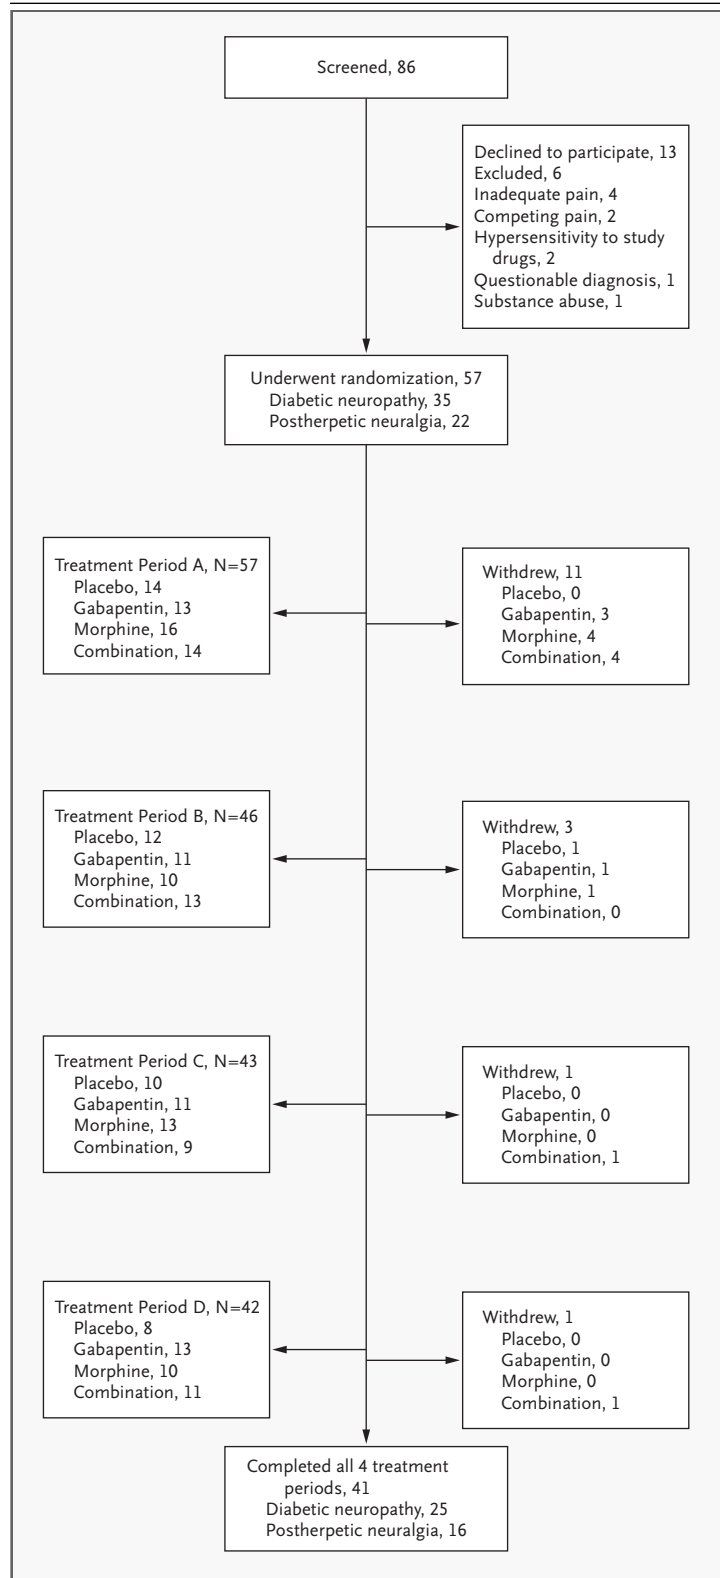 Screened, 86
Declined to participate, 13
Excluded, 6
Inadequate pain, 4
Competing pain, 2
Hypersensitivity to study
drugs, 2
Questionable diagnosis, 1
Substance abuse, 1
Underwent randomization, 57
Diabetic neuropathy, 35
Postherpetic neuralgia, 22
Treatment Period A, N=57
Placebo, 14
Gabapentin, 13
Morphine, 16
Combination, 14
Withdrew, 11
Placebo, 0
Gabapentin, 3
Morphine, 4
Combination, 4
Treatment Period B, N=46
Placebo, 12
Gabapentin, 11
Morphine, 10
Combination, 13
Withdrew, 3
Placebo, 1
Gabapentin, 1
Morphine, 1
Combination, 0
Treatment Period C, N=43
Placebo, 10
Gabapentin, 11
Morphine, 13
Combination, 9
Withdrew, 1
Placebo, 0
Gabapentin, 0
Morphine, 0
Combination, 1
Treatment Period D, N=42
Placebo, 8
Gabapentin, 13
Morphine, 10
Combination, 11
Withdrew, 1
Placebo, 0
Gabapentin, 0
Morphine, 0
Combination, 1
Completed all 4 treatment
periods, 41
Diabetic neuropathy, 25
Postherpetic neuralgia, 16